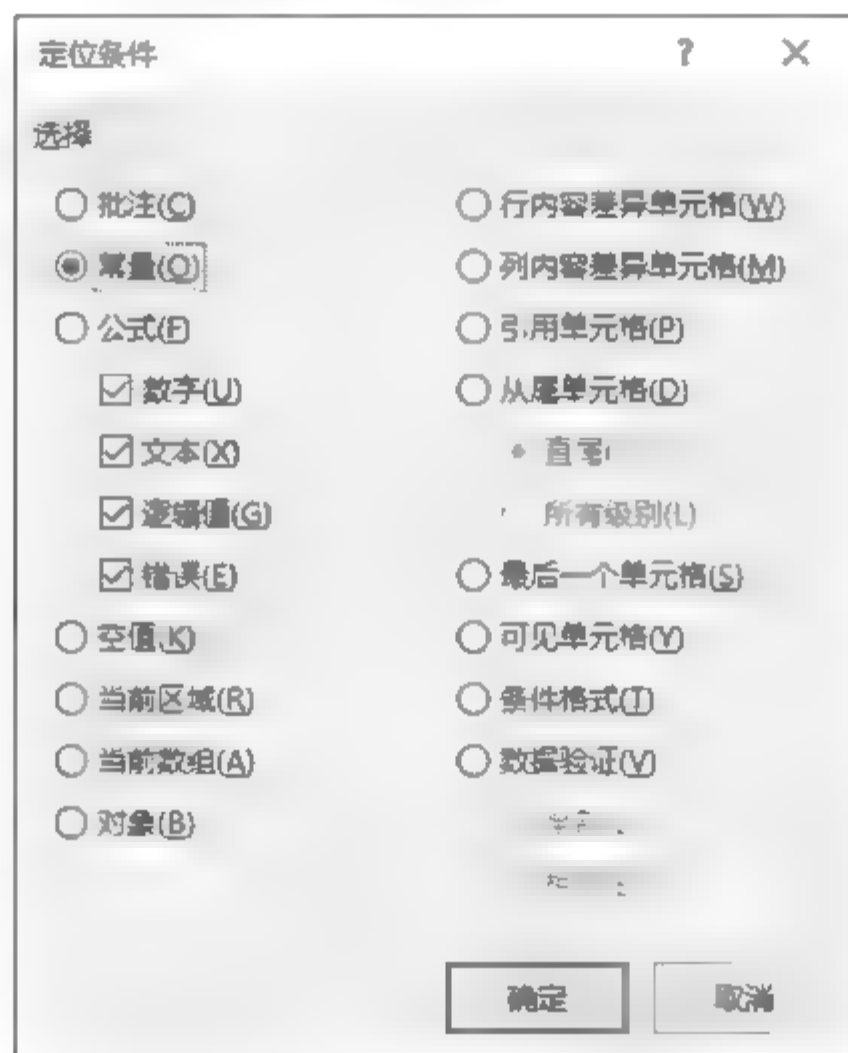 定位条件
选择
批注(C)
常量(O)
公式(F)
数字(U)
文本(X)
逻辑值(G)
错误(E)
空值(K)
当前区域(R)
当前数组(A)
对象(B)
行内容差异单元格(W)
列内容差异单元格(M)
引用单元格(P)
从属单元格(D)
所有级别(L)
最后一个单元格(S)
可见单元格(Y)
条件格式(T)
数据验证(V)
确定
取消